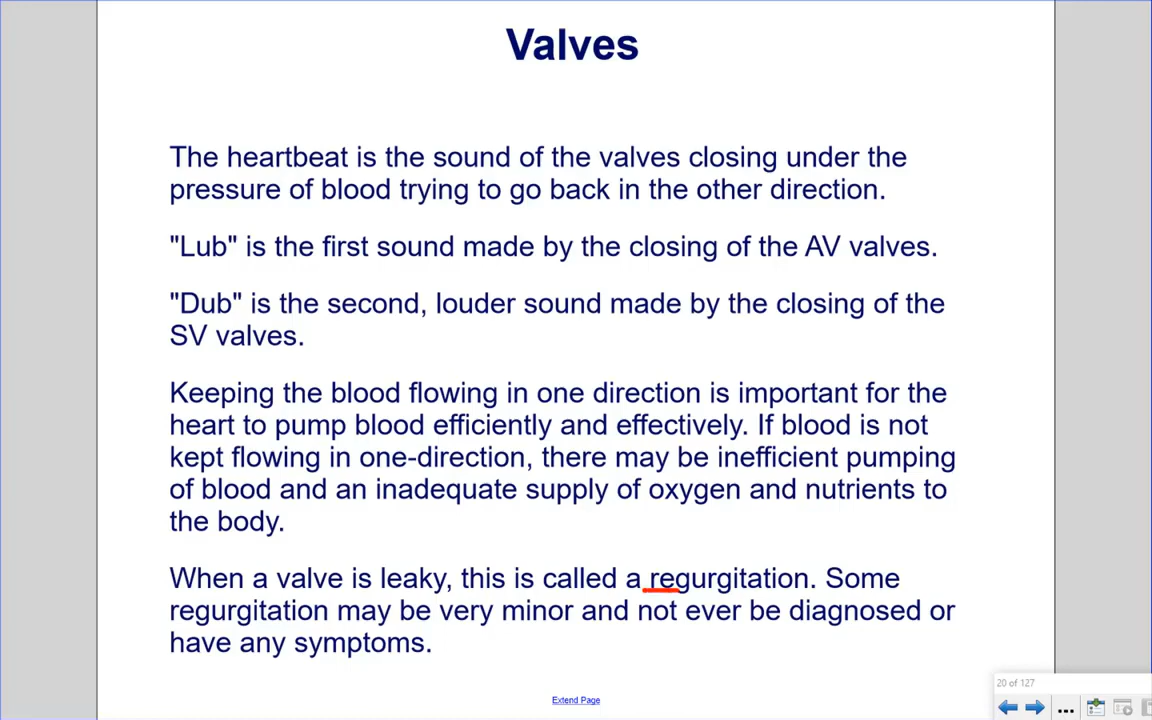 Valves
The heartbeat is the sound of the valves closing under the
pressure of blood trying to go back in the other direction.
"Lub" is the first sound made by the closing of the AV valves.
"Dub" is the second, louder sound made by the closing of the
SV valves.
Keeping the blood flowing in one direction is important for the
heart to pump blood efficiently and effectively. If blood is not
kept flowing in one-direction, there may be inefficient pumping
of blood and an inadequate supply of oxygen and nutrients to
the body.
When a valve is leaky, this is called a regurgitation. Some
regurgitation may be very minor and not ever be diagnosed or
have any symptoms.
Extend Page
20 of 127